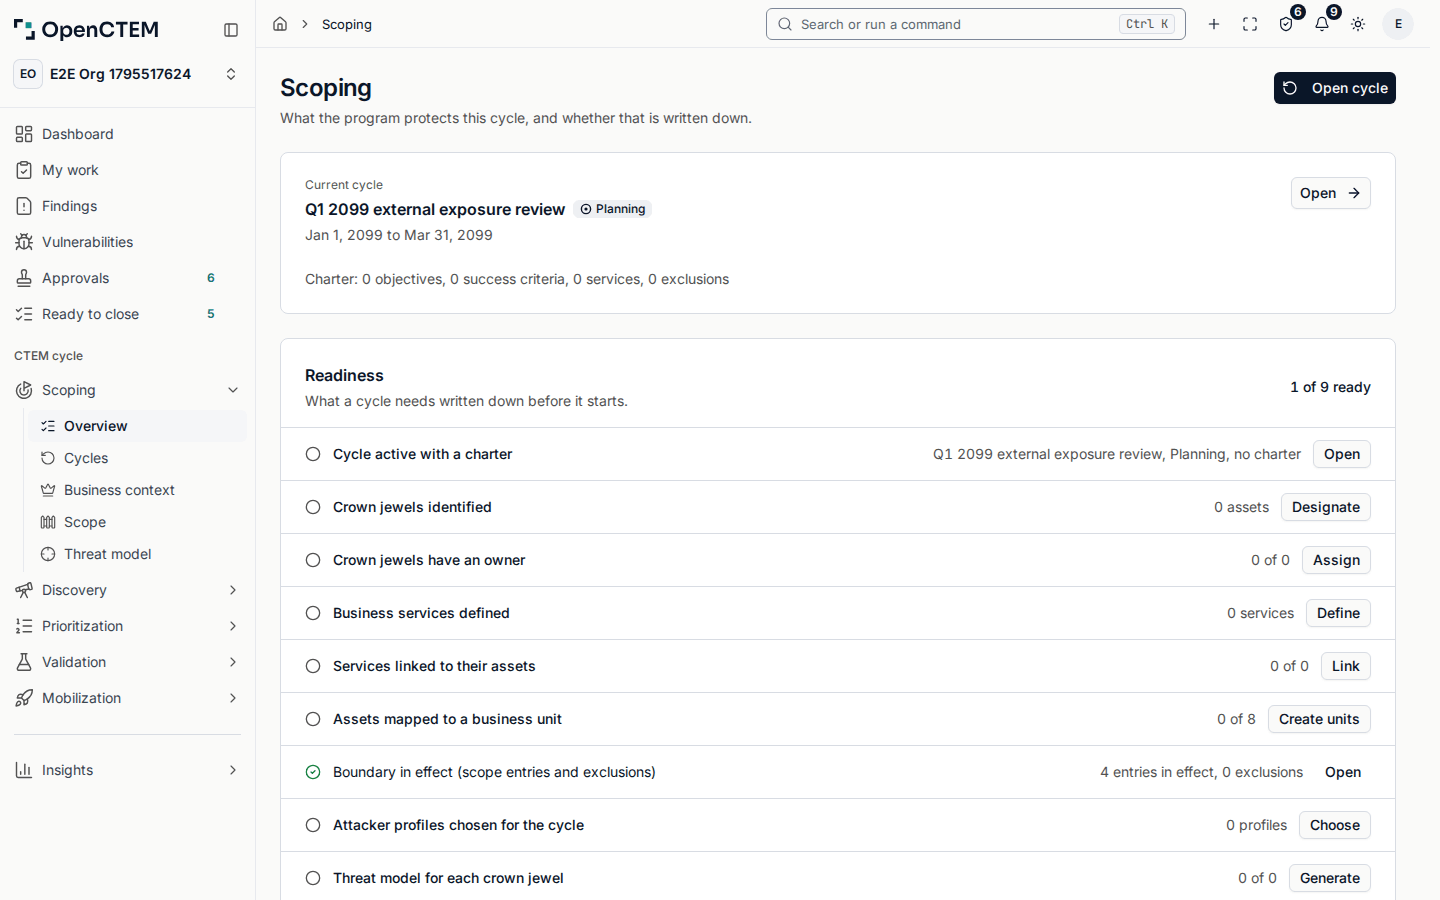 OpenCTEM
EO E2E Org 1795517624
Dashboard
My work
Findings
Vulnerabilities
Approvals 6
Ready to close 5
CTEM cycle
Scoping
Overview
Cycles
Business context
Scope
Threat model
Discovery
Prioritization
Validation
Mobilization
Insights
Scoping
Search or run a command Ctrl K
6
9
E
Scoping
Open cycle
What the program protects this cycle, and whether that is written down.
Current cycle
Q1 2099 external exposure review Planning
Open
Jan 1, 2099 to Mar 31, 2099
Charter: 0 objectives, 0 success criteria, 0 services, 0 exclusions
Readiness
What a cycle needs written down before it starts.
1 of 9 ready
Cycle active with a charter Q1 2099 external exposure review, Planning, no charter Open
Crown jewels identified 0 assets Designate
Crown jewels have an owner 0 of 0 Assign
Business services defined 0 services Define
Services linked to their assets 0 of 0 Link
Assets mapped to a business unit 0 of 8 Create units
Boundary in effect (scope entries and exclusions) 4 entries in effect, 0 exclusions Open
Attacker profiles chosen for the cycle 0 profiles Choose
Threat model for each crown jewel 0 of 0 Generate